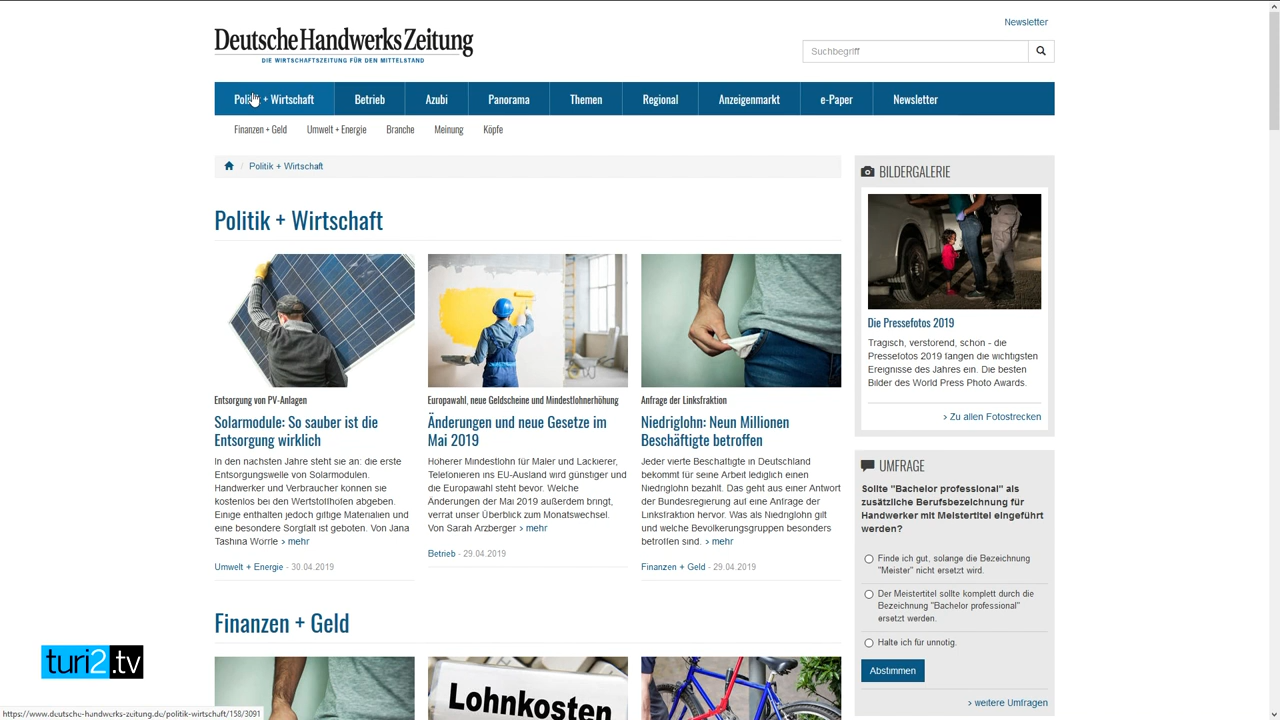 Newsletter
Deutsche HandwerksZeitung
DIE WIRTSCHAFTSZEITUNG FÜR DEN MITTELSTAND
Suchbegriff
Politik + Wirtschaft Betrieb Azubi Panorama Themen Regional Anzeigenmarkt e-Paper Newsletter
Finanzen + Geld Umwelt + Energie Branche Meinung Köpfe
/ Politik + Wirtschaft
Politik + Wirtschaft
Entsorgung von PV-Anlagen
Solarmodule: So sauber ist die
Entsorgung wirklich
In den nächsten Jahre steht sie an: die erste
Entsorgungswelle von Solarmodulen.
Handwerker und Verbraucher können sie
kostenlos bei den Wertstoffhöfen abgeben.
Einige enthalten jedoch giftige Materialien und
eine besondere Sorgfalt ist geboten. Von Jana
Tashina Wörrle › mehr
Umwelt + Energie - 30.04.2019
Europawahl, neue Geldscheine und Mindestlohnerhöhung
Änderungen und neue Gesetze im
Mai 2019
Höherer Mindestlohn für Maler und Lackierer,
Telefonieren ins EU-Ausland wird günstiger und
die Europawahl steht bevor. Welche
Änderungen der Mai 2019 außerdem bringt,
verrät unser Überblick zum Monatswechsel.
Von Sarah Arzberger › mehr
Betrieb - 29.04.2019
Anfrage der Linksfraktion
Niedriglohn: Neun Millionen
Beschäftigte betroffen
Jeder vierte Beschäftigte in Deutschland
bekommt für seine Arbeit lediglich einen
Niedriglohn bezahlt. Das geht aus einer Antwort
der Bundesregierung auf eine Anfrage der
Linksfraktion hervor. Was als Niedriglohn gilt
und welche Bevölkerungsgruppen besonders
betroffen sind. › mehr
Finanzen + Geld - 29.04.2019
Finanzen + Geld
Lohnkosten
BILDERGALERIE
Die Pressefotos 2019
Tragisch, verstörend, schön - die
Pressefotos 2019 fangen die wichtigsten
Ereignisse des Jahres ein. Die besten
Bilder des World Press Photo Awards.
› Zu allen Fotostrecken
UMFRAGE
Sollte "Bachelor professional" als
zusätzliche Berufsbezeichnung für
Handwerker mit Meistertitel eingeführt
werden?
Finde ich gut, solange die Bezeichnung
"Meister" nicht ersetzt wird.
Der Meistertitel sollte komplett durch die
Bezeichnung "Bachelor professional"
ersetzt werden.
Halte ich für unnötig.
Abstimmen
› weitere Umfragen
turi2.tv
https://www.deutsche-handwerks-zeitung.de/politik-wirtschaft/158/3091